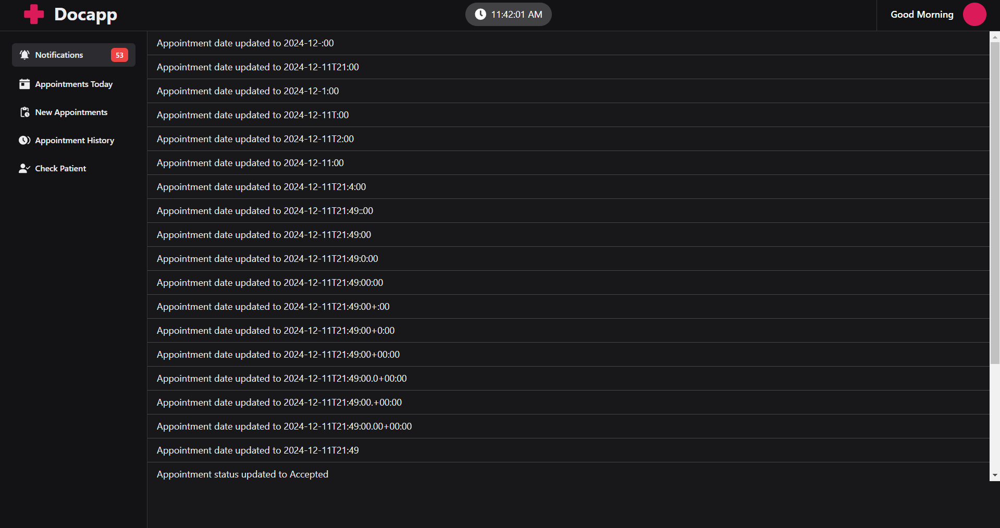 Docapp
11:42:01 AM
Good Morning
Notifications 53
Appointments Today
New Appointments
Appointment History
Check Patient
Appointment date updated to 2024-12-:00
Appointment date updated to 2024-12-11T21:00
Appointment date updated to 2024-12-1:00
Appointment date updated to 2024-12-11T:00
Appointment date updated to 2024-12-11T2:00
Appointment date updated to 2024-12-11:00
Appointment date updated to 2024-12-11T21:4:00
Appointment date updated to 2024-12-11T21:49::00
Appointment date updated to 2024-12-11T21:49:00
Appointment date updated to 2024-12-11T21:49:0:00
Appointment date updated to 2024-12-11T21:49:00:00
Appointment date updated to 2024-12-11T21:49:00+:00
Appointment date updated to 2024-12-11T21:49:00+0:00
Appointment date updated to 2024-12-11T21:49:00+00:00
Appointment date updated to 2024-12-11T21:49:00.0+00:00
Appointment date updated to 2024-12-11T21:49:00.+00:00
Appointment date updated to 2024-12-11T21:49:00.00+00:00
Appointment date updated to 2024-12-11T21:49
Appointment status updated to Accepted